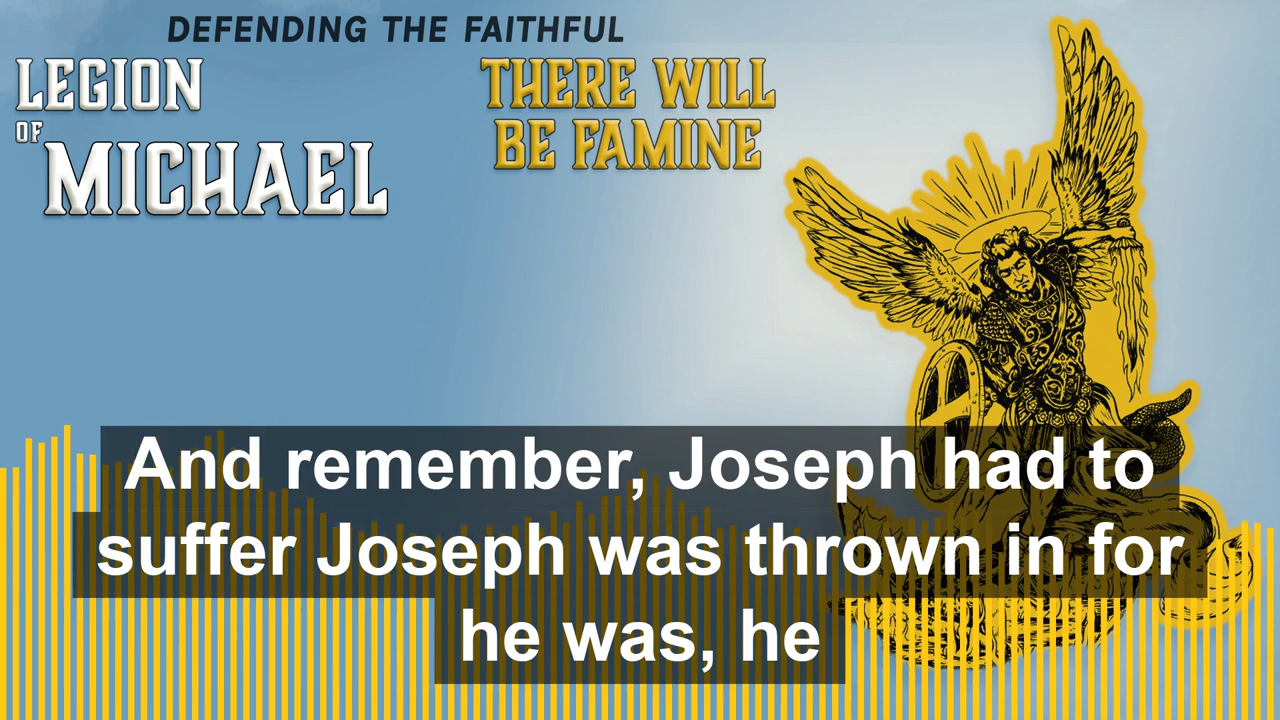 DEFENDING THE FAITHFUL
LEGION
OF
MICHAEL
THERE WILL
BE FAMINE
And remember, Joseph had to
suffer Joseph was thrown in for
he was, he